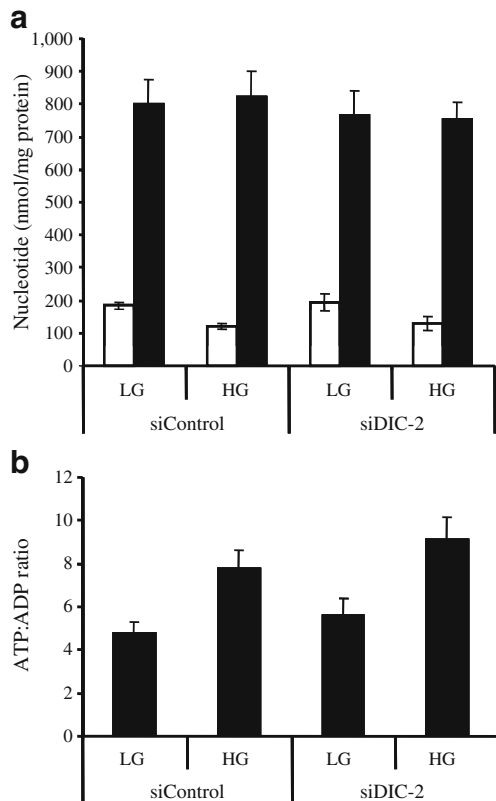 a
Nucleotide (nmol/mg protein)
1,000
900
800
700
600
500
400
300
200
100
0
LG HG LG HG
siControl siDIC-2
b
ATP:ADP ratio
12
10
8
6
4
2
0
LG HG LG HG
siControl siDIC-2